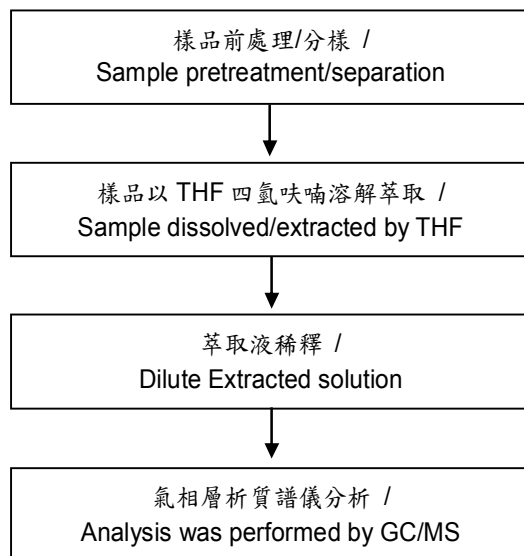 樣品前處理/分樣 /
Sample pretreatment/separation
樣品以 THF 四氫呋喃溶解萃取 /
Sample dissolved/extracted by THF
萃取液稀釋 /
Dilute Extracted solution
氣相層析質譜儀分析 /
Analysis was performed by GC/MS